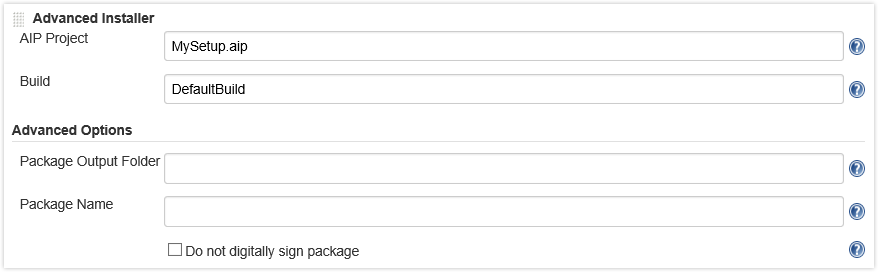 Advanced Installer
AIP Project
MySetup.aip
Build
DefaultBuild
Advanced Options
Package Output Folder
Package Name
Do not digitally sign package